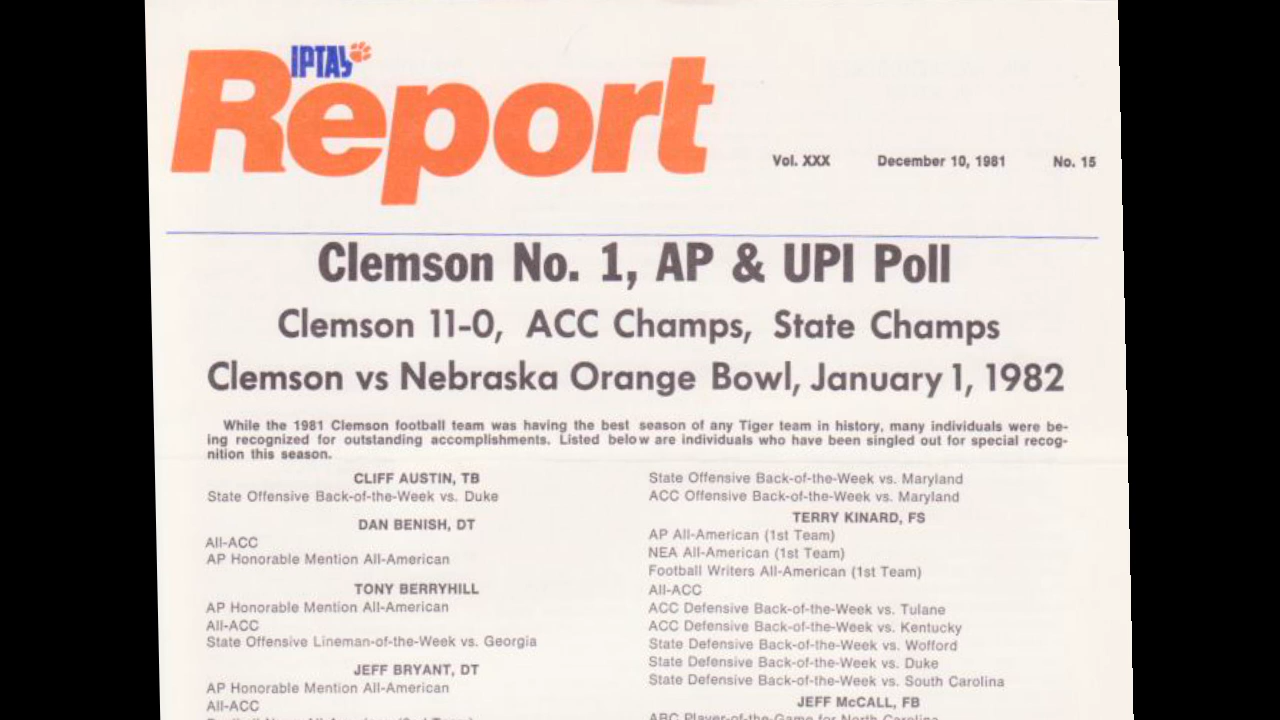 IPTAY
Report
Vol. XXX December 10, 1981 No. 15
Clemson No. 1, AP & UPI Poll
Clemson 11-0, ACC Champs, State Champs
Clemson vs Nebraska Orange Bowl, January 1, 1982
While the 1981 Clemson football team was having the best season of any Tiger team in history, many individuals were be-
ing recognized for outstanding accomplishments. Listed below are individuals who have been singled out for special recog-
nition this season.
CLIFF AUSTIN, TB
State Offensive Back-of-the-Week vs. Duke
DAN BENISH, DT
All-ACC
AP Honorable Mention All-American
TONY BERRYHILL
AP Honorable Mention All-American
All-ACC
State Offensive Lineman-of-the-Week vs. Georgia
JEFF BRYANT, DT
AP Honorable Mention All-American
All-ACC
State Offensive Back-of-the-Week vs. Maryland
ACC Offensive Back-of-the-Week vs. Maryland
TERRY KINARD, FS
AP All-American (1st Team)
NEA All-American (1st Team)
Football Writers All-American (1st Team)
All-ACC
ACC Defensive Back-of-the-Week vs. Tulane
ACC Defensive Back-of-the-Week vs. Kentucky
State Defensive Back-of-the-Week vs. Wofford
State Defensive Back-of-the-Week vs. Duke
State Defensive Back-of-the-Week vs. South Carolina
JEFF McCALL, FB
ABC Player-of-the-Game for North Carolina